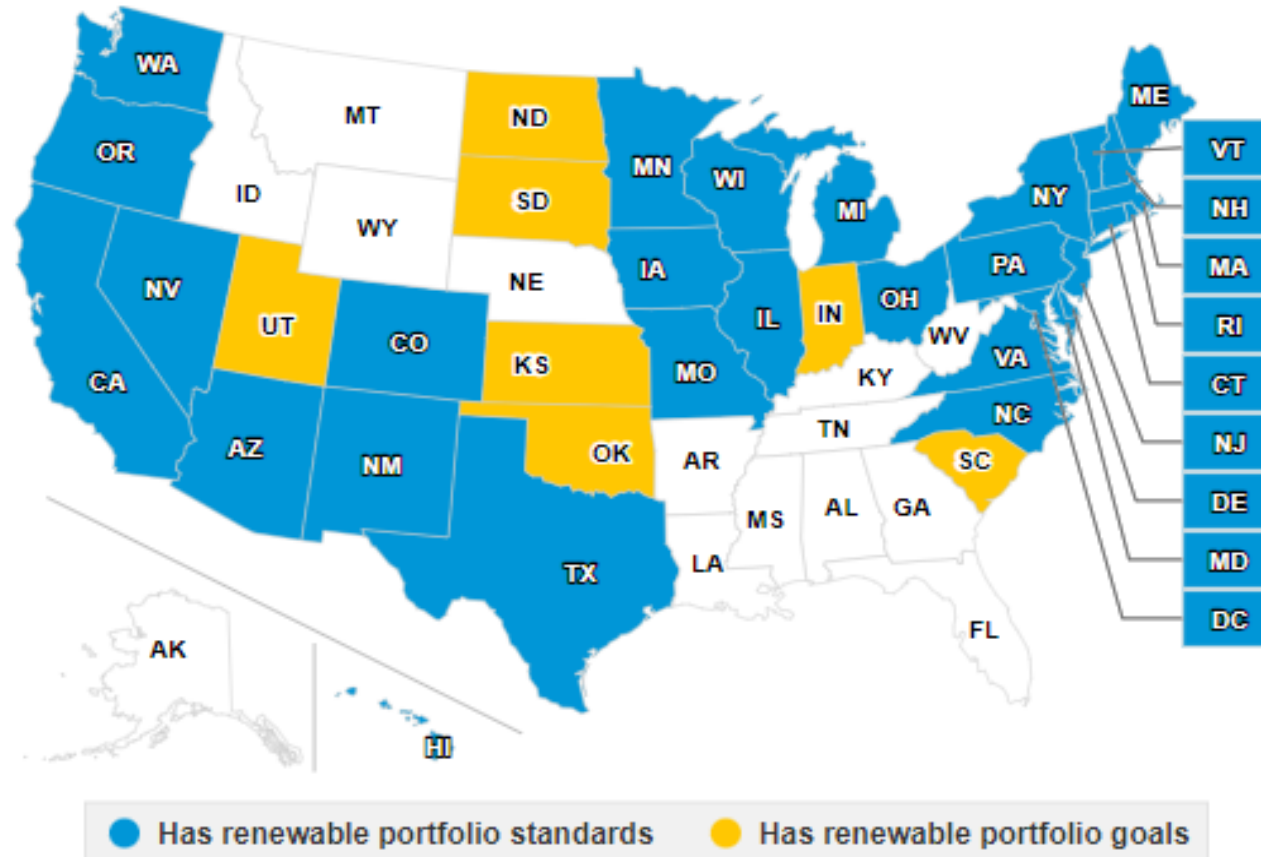 WA
ME
MT
ND
VT
OR
MN
ID
SD
WI
NY
NH
MI
WY
MA
IA
PA
NE
NV
OH
IL
IN
RI
UT
CO
WV
VA
KS
MO
KY
CA
CT
NC
TN
NJ
AZ
OK
AR
SC
NM
DE
MS
AL
GA
MD
LA
TX
DC
FL
AK
HI
Has renewable portfolio standards
Has renewable portfolio goals